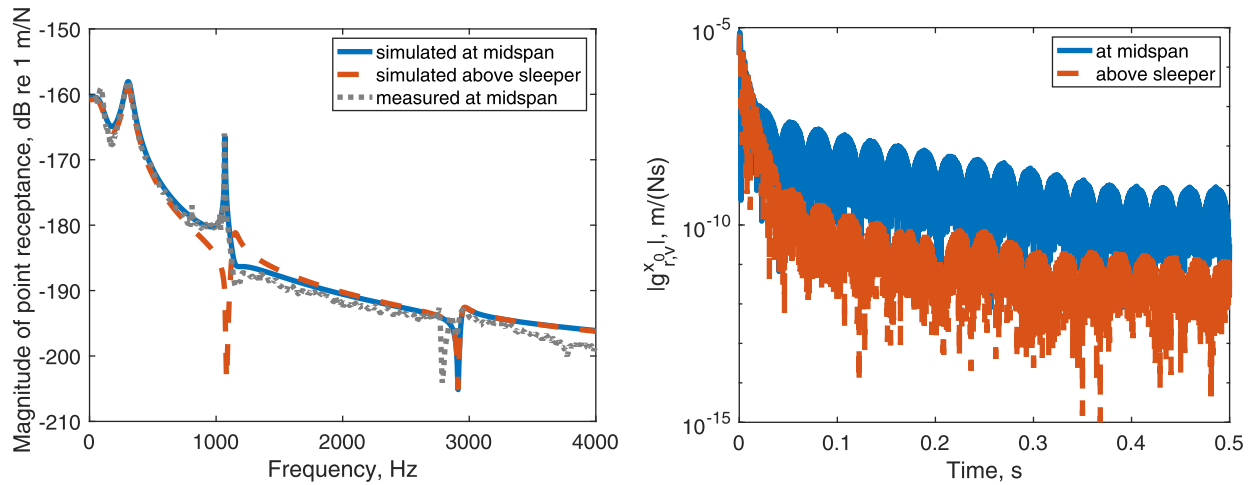 Magnitude of point receptance, dB re 1 m/N
-150
-160
-170
-180
-190
-200
-210
simulated at midspan
simulated above sleeper
measured at midspan
0
1000
2000
3000
4000
Frequency, Hz
|g^{x_0}_{r,v}|, m/(Ns)
10^{-5}
10^{-10}
10^{-15}
at midspan
above sleeper
0
0.1
0.2
0.3
0.4
0.5
Time, s